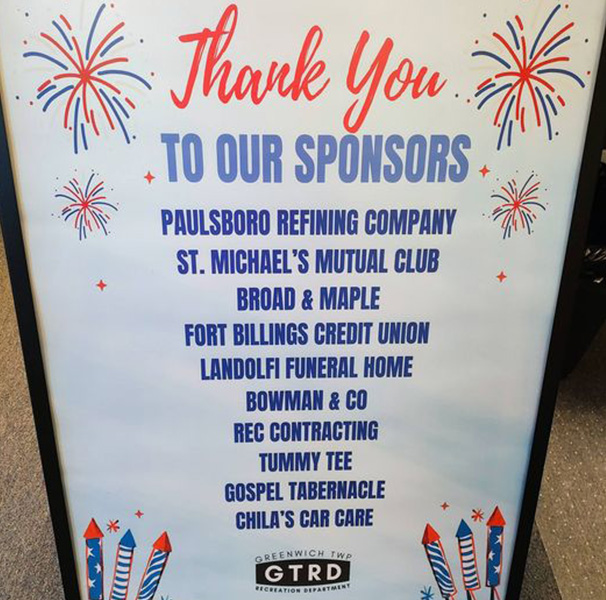 Thank You
TO OUR SPONSORS
PAULSBORO REFINING COMPANY
ST. MICHAEL'S MUTUAL CLUB
BROAD & MAPLE
FORT BILLINGS CREDIT UNION
LANDOLFI FUNERAL HOME
BOWMAN & CO
REC CONTRACTING
TUMMY TEE
GOSPEL TABERNACLE
CHILA'S CAR CARE
GREENWICH TWP
GTRD
RECREATION DEPARTMENT